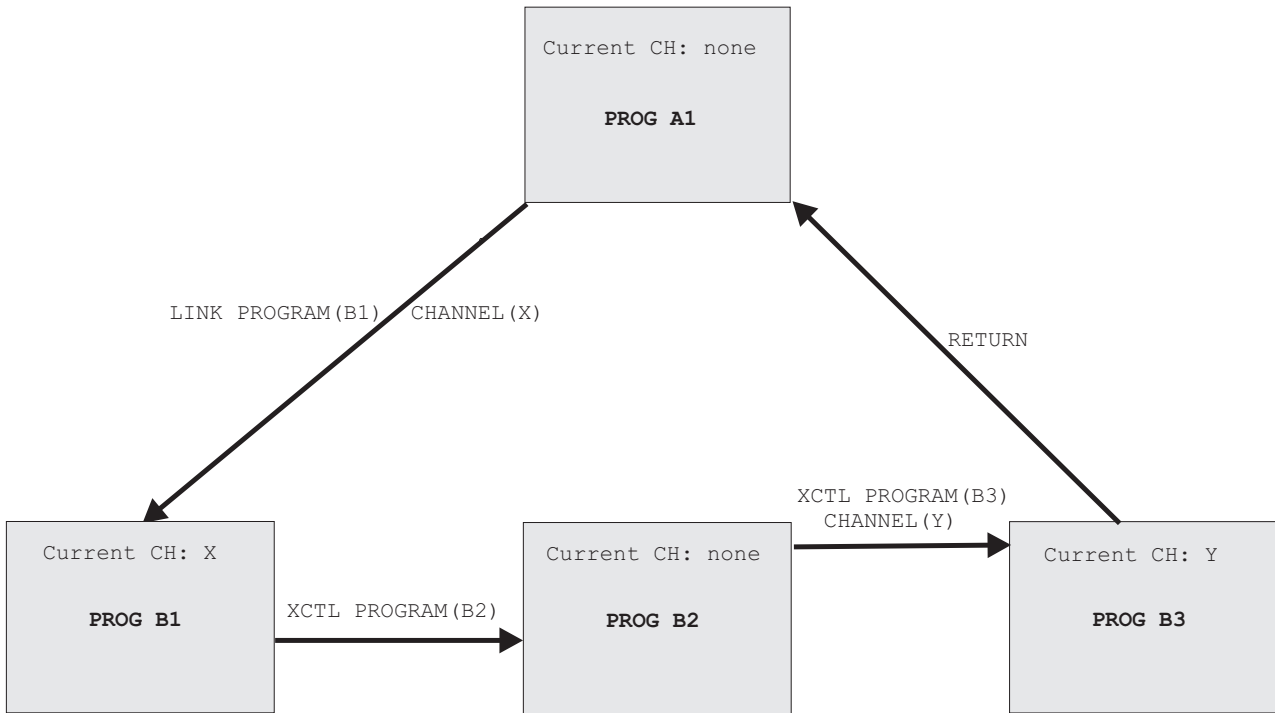 Current CH: none
PROG A1
LINK PROGRAM(B1) CHANNEL(X)
RETURN
XCTL PROGRAM(B3)
CHANNEL(Y)
Current CH: X
PROG B1
XCTL PROGRAM(B2)
Current CH: none
PROG B2
Current CH: Y
PROG B3